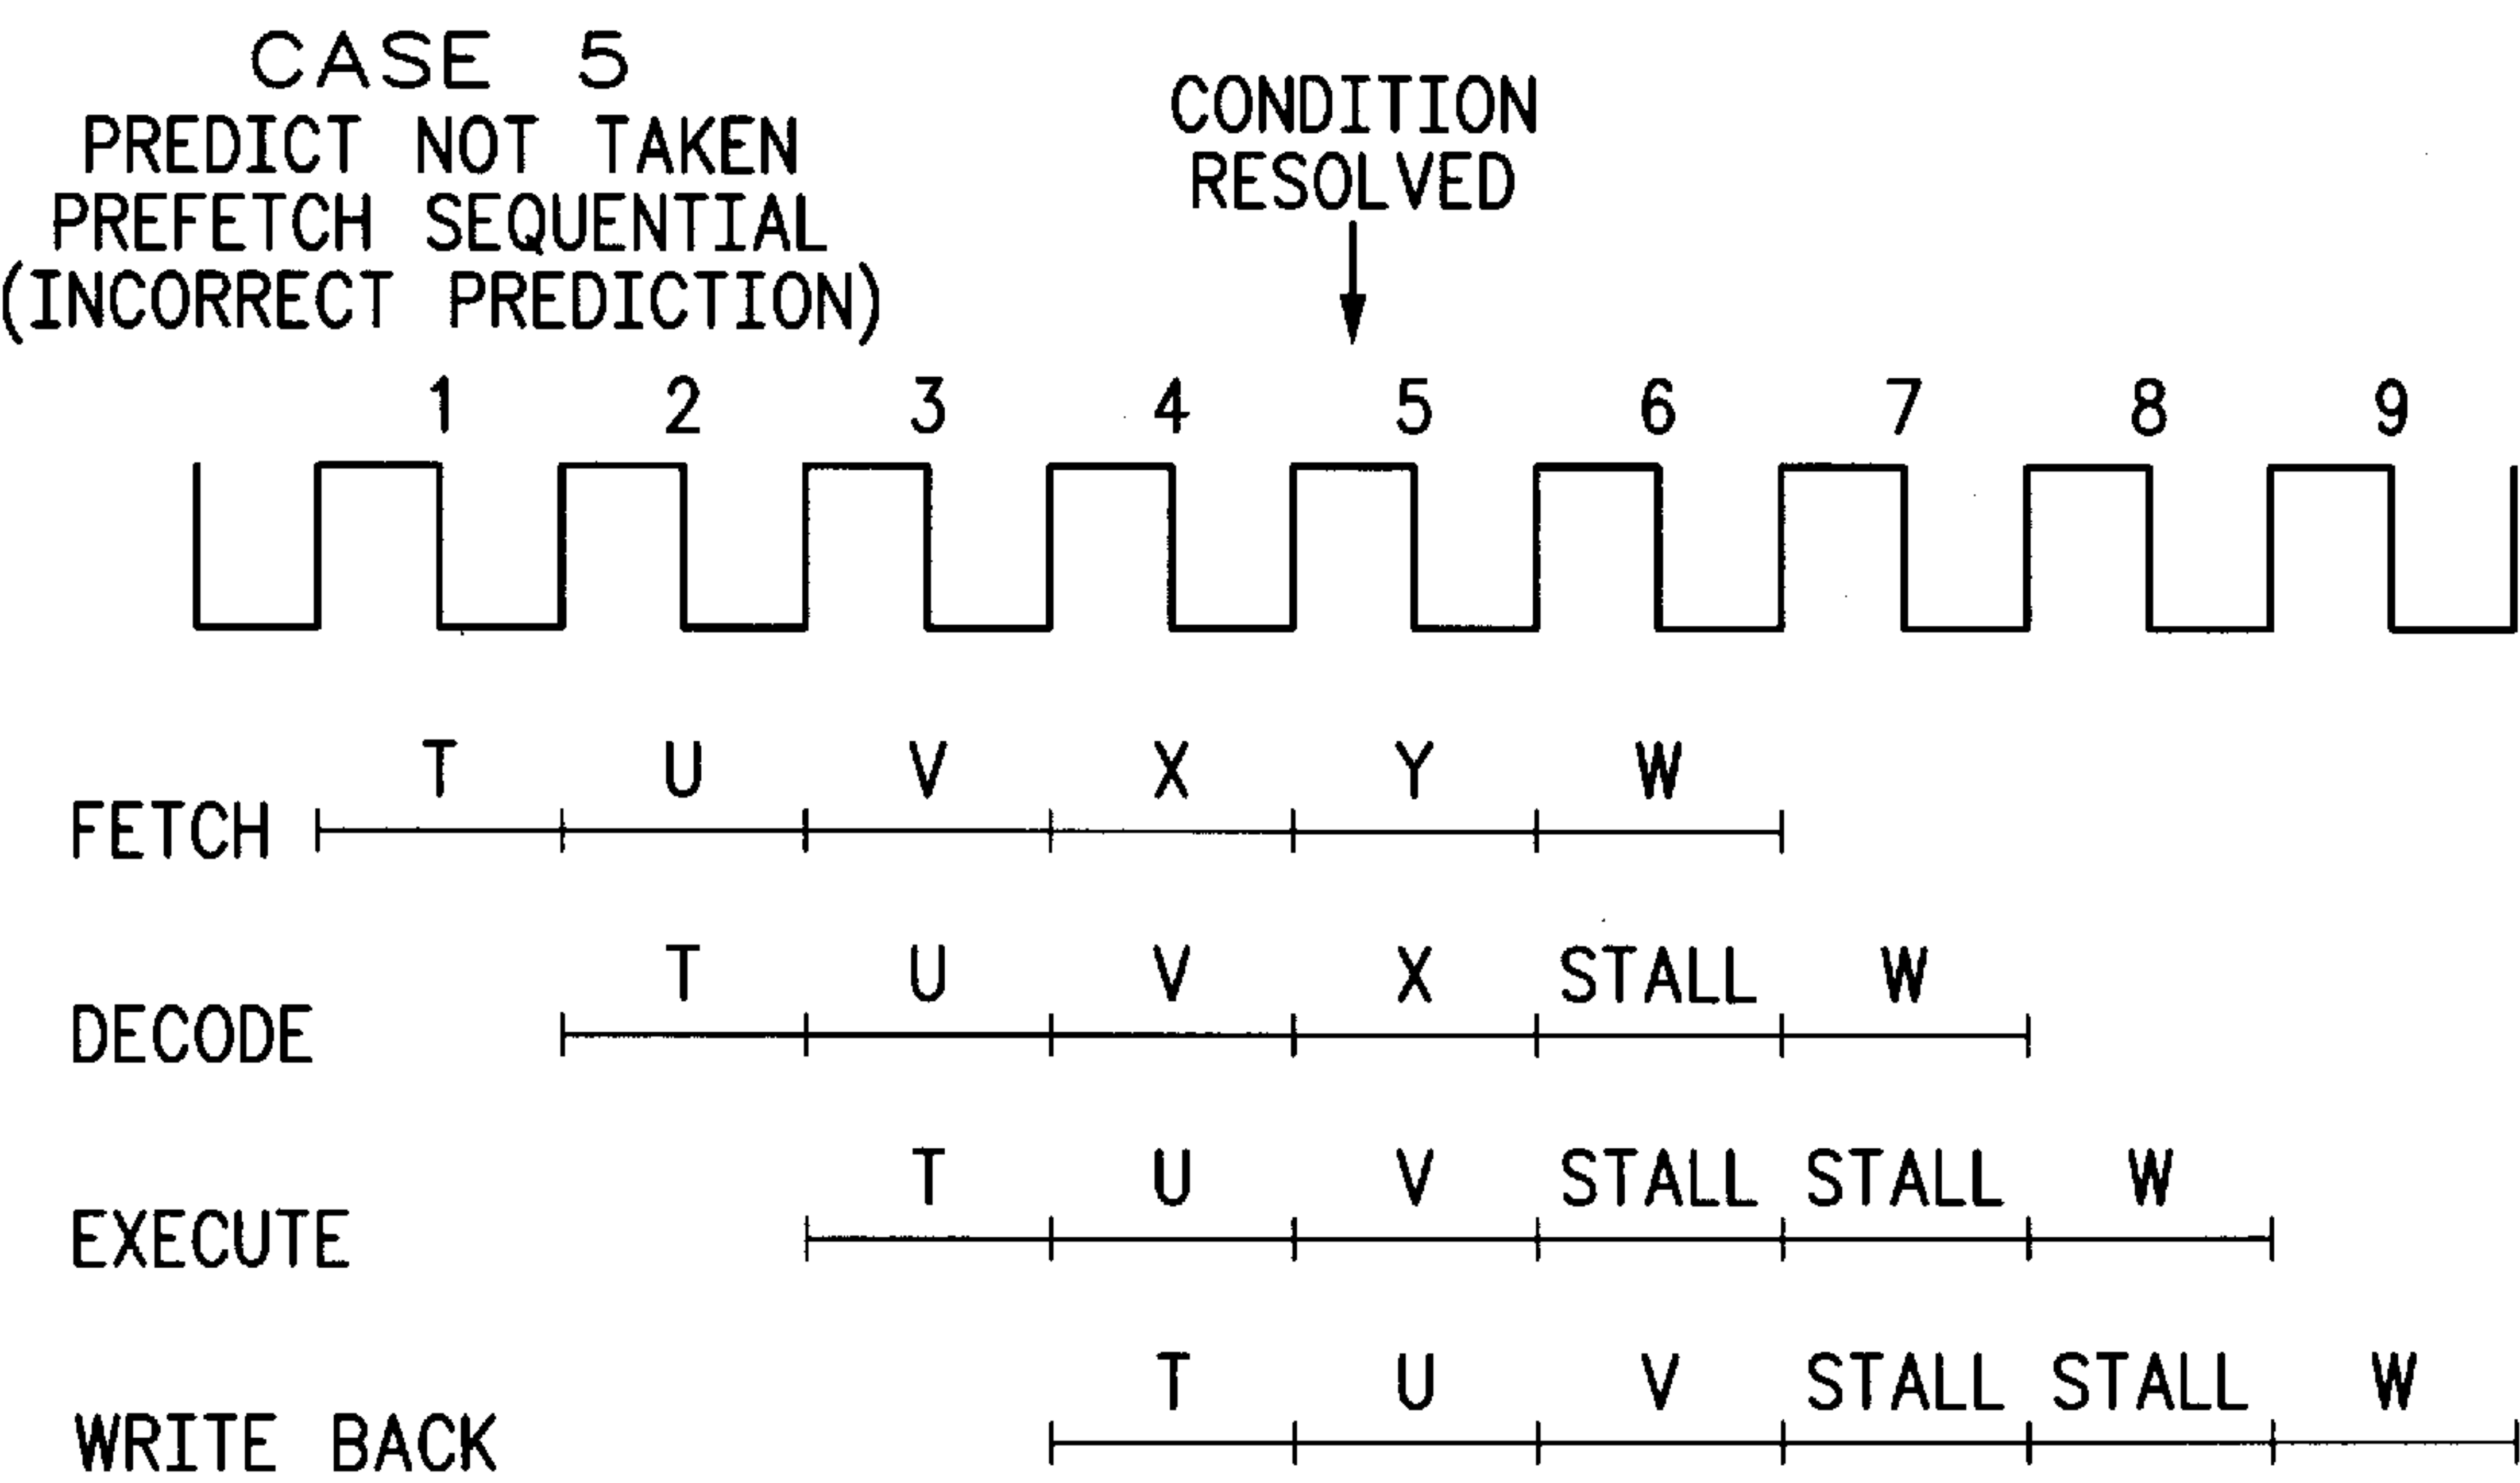 CASE 5
PREDICT NOT TAKEN
PREFETCH SEQUENTIAL
(INCORRECT PREDICTION)
CONDITION
RESOLVED
1 2 3 4 5 6 7 8 9
T U V X Y W
FETCH
T U V X STALL W
DECODE
T U V STALL STALL W
EXECUTE
T U V STALL STALL W
WRITE BACK